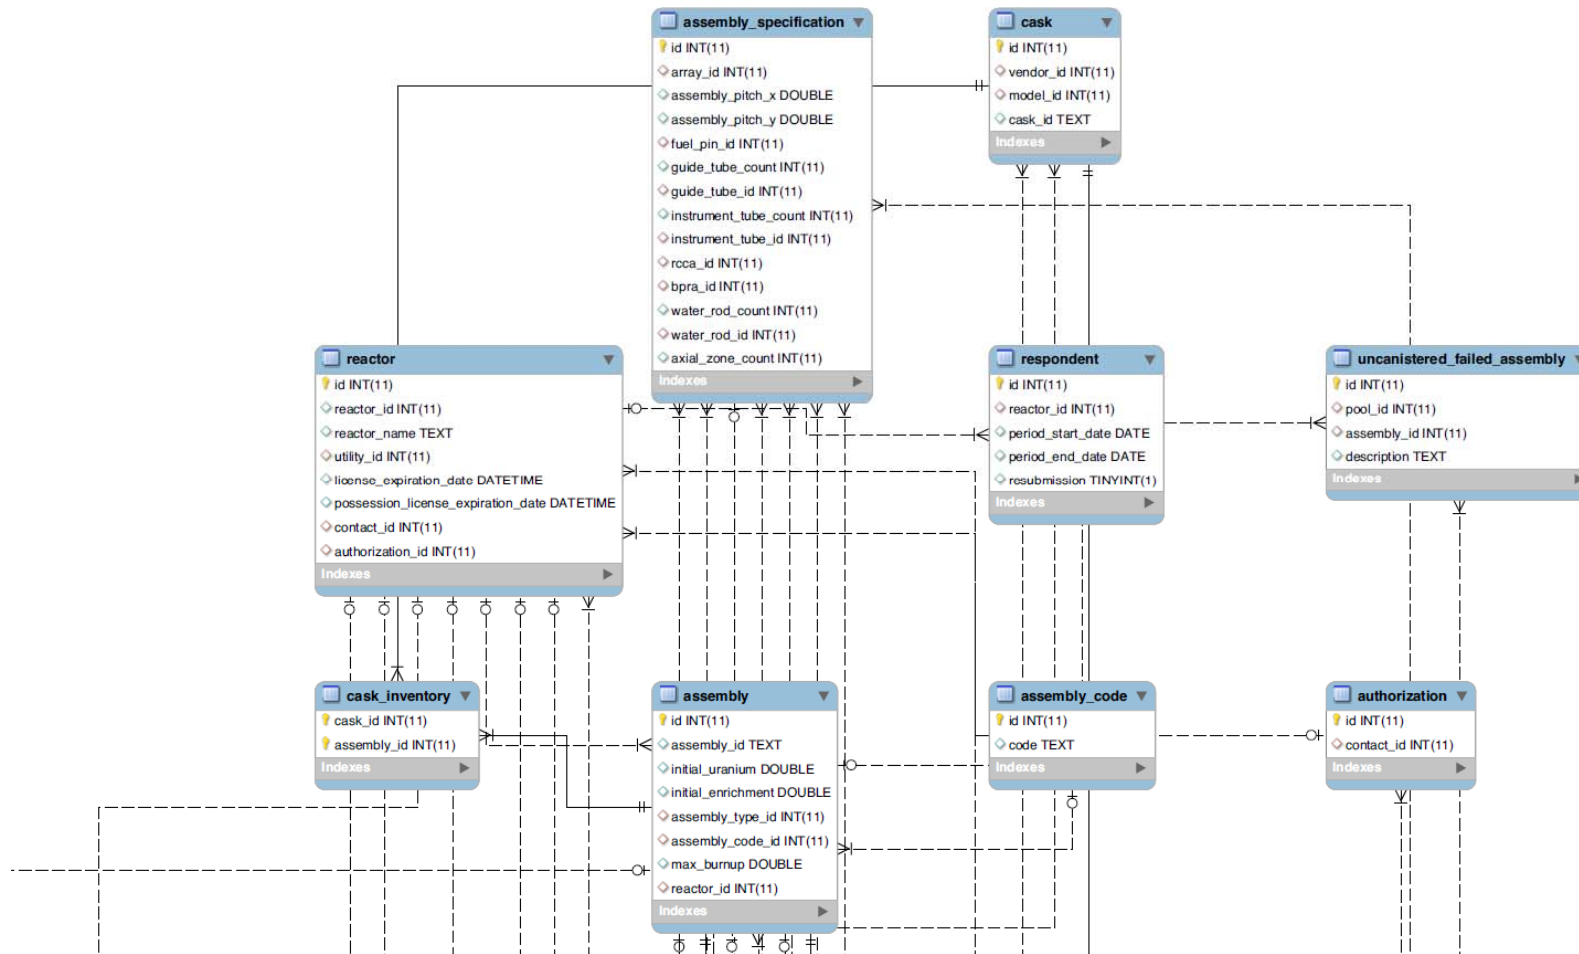 assembly_specification
id INT(11)
array_id INT(11)
assembly_pitch_x DOUBLE
assembly_pitch_y DOUBLE
fuel_pin_id INT(11)
guide_tube_count INT(11)
guide_tube_id INT(11)
instrument_tube_count INT(11)
instrument_tube_id INT(11)
rcca_id INT(11)
bpra_id INT(11)
water_rod_count INT(11)
water_rod_id INT(11)
axial_zone_count INT(11)
Indexes
cask
id INT(11)
vendor_id INT(11)
model_id INT(11)
cask_id TEXT
Indexes
reactor
id INT(11)
reactor_id INT(11)
reactor_name TEXT
utility_id INT(11)
license_expiration_date DATETIME
possession_license_expiration_date DATETIME
contact_id INT(11)
authorization_id INT(11)
Indexes
respondent
id INT(11)
reactor_id INT(11)
period_start_date DATE
period_end_date DATE
resubmission TINYINT(1)
Indexes
uncanistered_failed_assembly
id INT(11)
pool_id INT(11)
assembly_id INT(11)
description TEXT
Indexes
cask_inventory
cask_id INT(11)
assembly_id INT(11)
Indexes
assembly
id INT(11)
assembly_id TEXT
initial_uranium DOUBLE
initial_enrichment DOUBLE
assembly_type_id INT(11)
assembly_code_id INT(11)
max_burnup DOUBLE
reactor_id INT(11)
Indexes
assembly_code
id INT(11)
code TEXT
Indexes
authorization
id INT(11)
contact_id INT(11)
Indexes